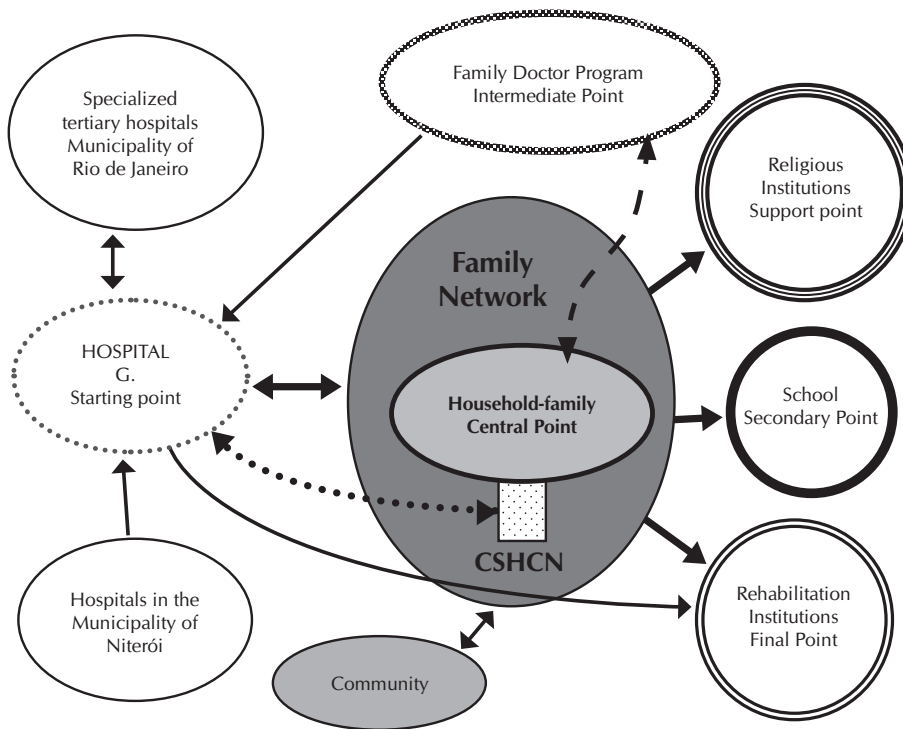 Family Doctor Program
Intermediate Point
Specialized
tertiary hospitals
Municipality of
Rio de Janeiro
Religious
Institutions
Support point
Family
Network
HOSPITAL
G.
Starting point
Household-family
Central Point
School
Secondary Point
CSHCN
Hospitals in the
Municipality of
Niterói
Rehabilitation
Institutions
Final Point
Community